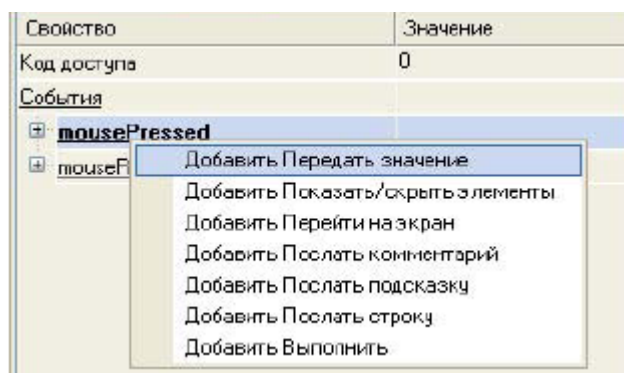 Свойство Значение
Код доступа 0
События
mousePressed
mouseR
Добавить Передать значение
Добавить Показать/скрыть элементы
Добавить Перейти на экран
Добавить Послать комментарий
Добавить Послать подсказку
Добавить Послать строку
Добавить Выполнить